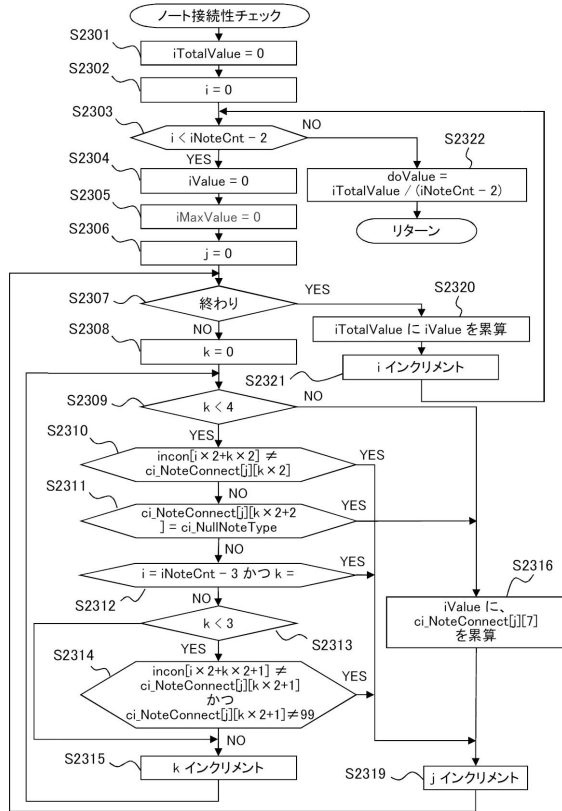 ノート接続性チェック
S2301
iTotalValue = 0
S2302
i = 0
S2303
i < iNoteCnt - 2
NO
YES
S2322
doValue =
iTotalValue / (iNoteCnt - 2)
リターン
S2304
iValue = 0
S2305
iMaxValue = 0
S2306
j = 0
S2307
終わり
YES
NO
S2320
iTotalValue に iValue を累算
S2308
k = 0
S2321
i インクリメント
S2309
k < 4
NO
YES
S2310
incon[i × 2+k × 2] ≠
ci_NoteConnect[j][k × 2]
YES
NO
S2311
ci_NoteConnect[j][k × 2+2
] = ci_NullNoteType
YES
NO
i = iNoteCnt - 3 かつ k =
YES
S2312
NO
S2316
iValue に、
ci_NoteConnect[j][7]
を累算
k < 3
S2313
YES
S2314
incon[i × 2+k × 2+1] ≠
ci_NoteConnect[j][k × 2+1]
かつ
ci_NoteConnect[j][k × 2+1]≠99
YES
NO
S2315
k インクリメント
S2319
j インクリメント